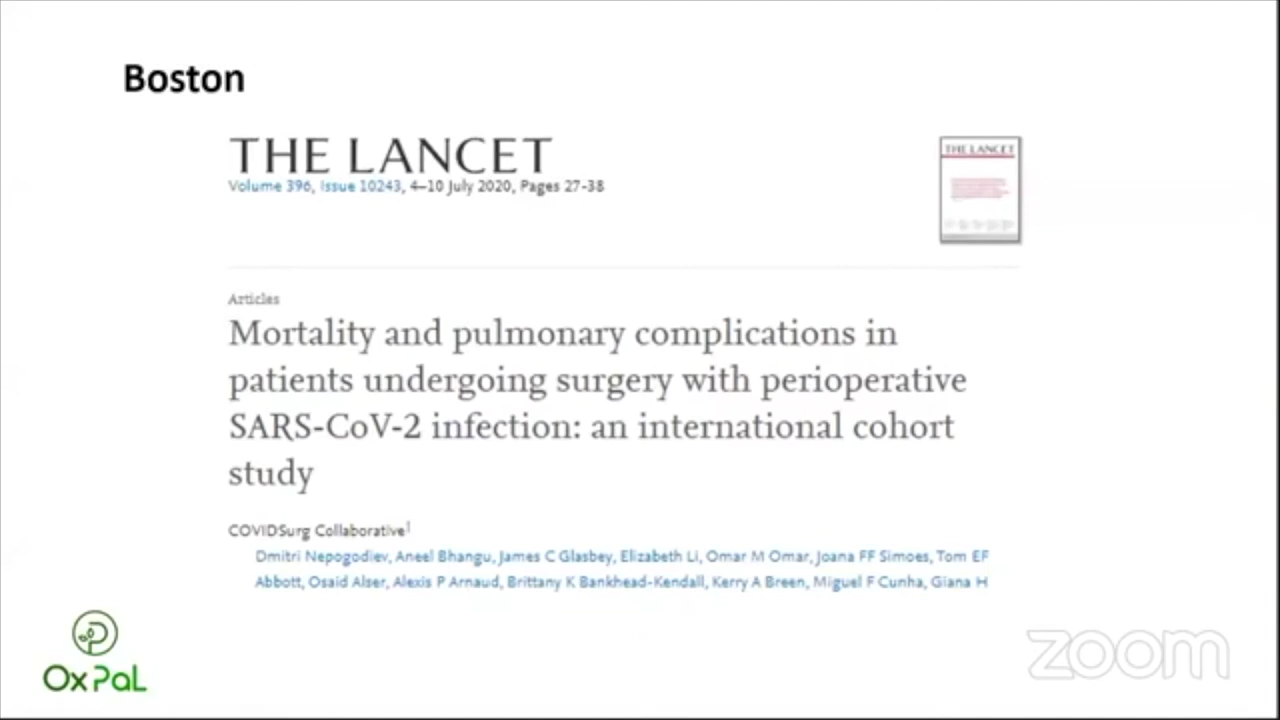 Boston
THE LANCET
Volume 396, Issue 10243, 4–10 July 2020, Pages 27-38
THE LANCET
Articles
Mortality and pulmonary complications in
patients undergoing surgery with perioperative
SARS-CoV-2 infection: an international cohort
study
COVIDSurg Collaborative†
Dmitri Nepogodiev, Aneel Bhangu, James C Glasbey, Elizabeth Li, Omar M Omar, Joana FF Simoes, Tom EF
Abbott, Osaid Alser, Alexis P Arnaud, Brittany K Bankhead-Kendall, Kerry A Breen, Miguel F Cunha, Giana H
OxPaL
zoom